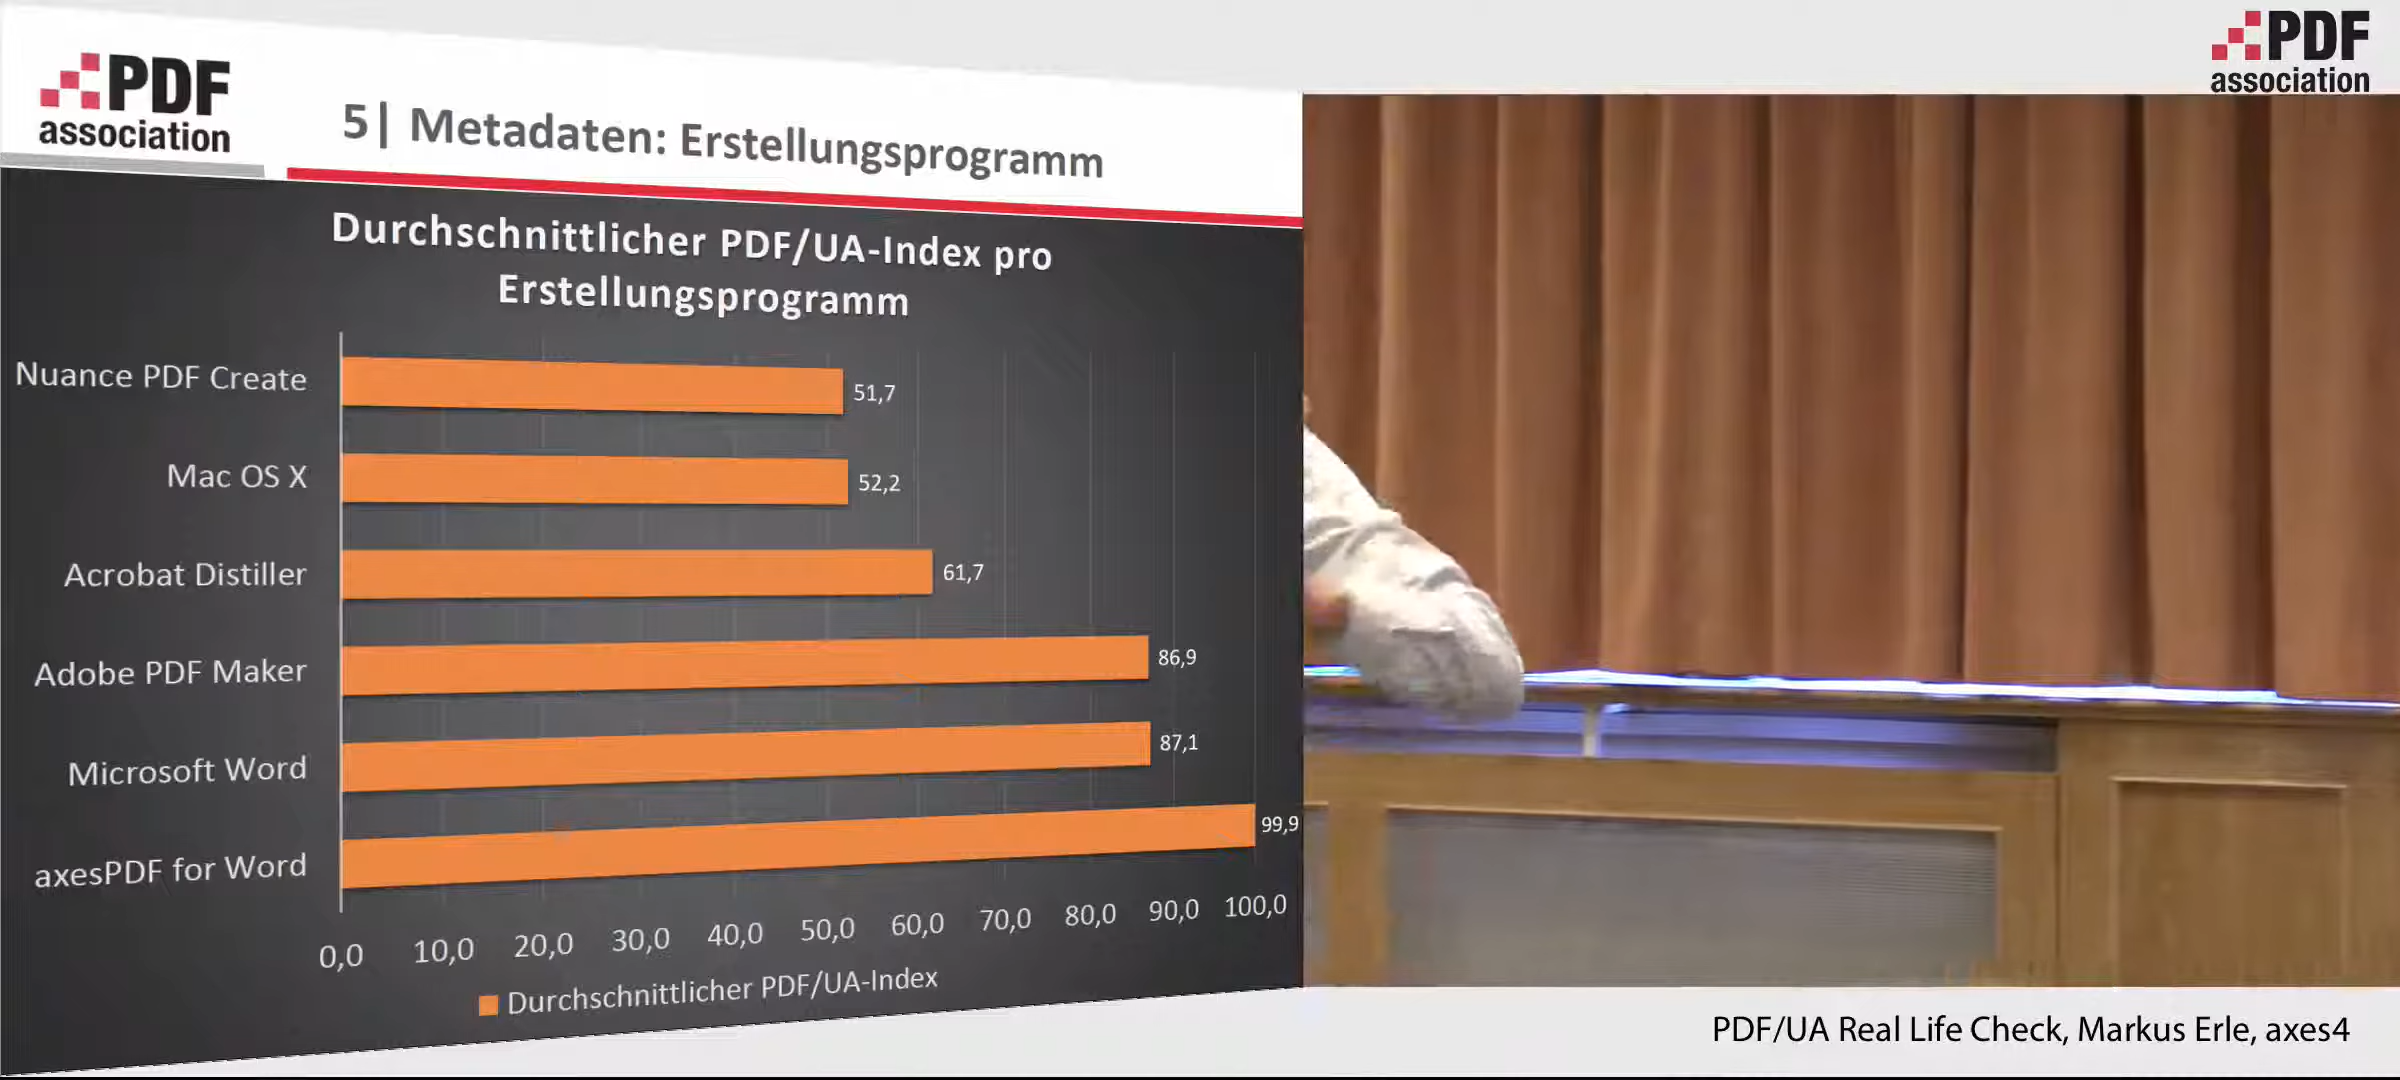 PDF
association
5| Metadaten: Erstellungsprogramm
Durchschnittlicher PDF/UA-Index pro
Erstellungsprogramm
Nuance PDF Create 51,7
Mac OS X 52,2
Acrobat Distiller 61,7
Adobe PDF Maker 86,9
Microsoft Word 87,1
axesPDF for Word 99,9
0,0 10,0 20,0 30,0 40,0 50,0 60,0 70,0 80,0 90,0 100,0
Durchschnittlicher PDF/UA-Index
PDF
association
PDF/UA Real Life Check, Markus Erle, axes4